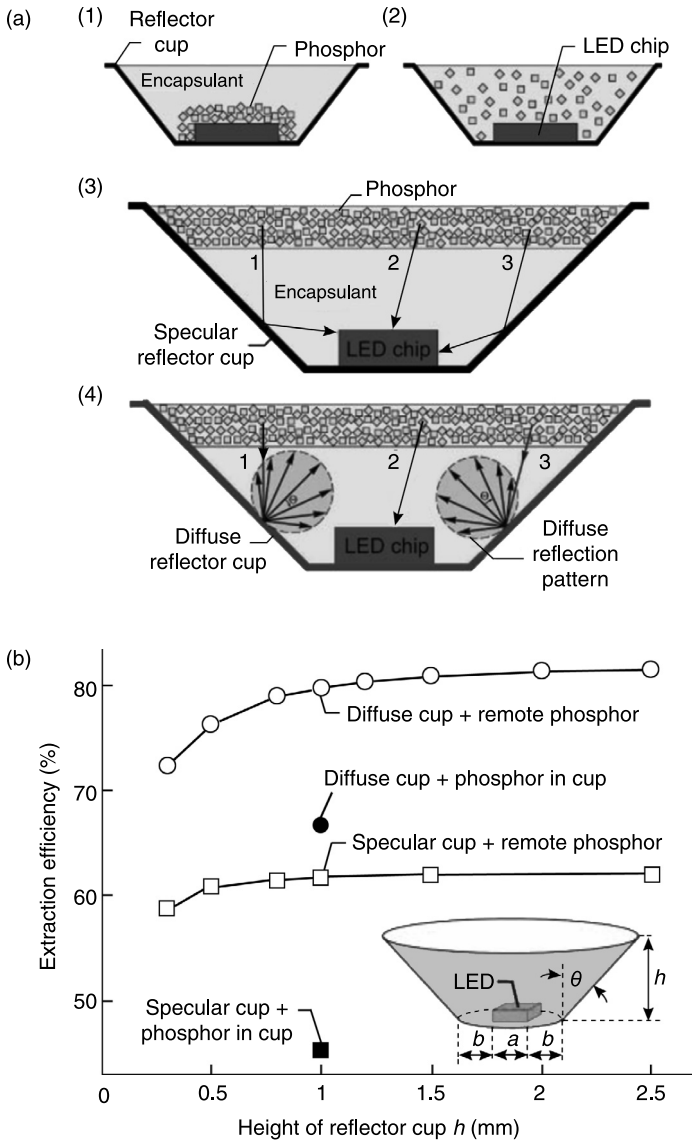 (a)
(1)
Reflector
cup
Phosphor
Encapsulant
(2)
LED chip
(3)
Phosphor
1
2
3
Encapsulant
Specular
reflector cup
LED chip
(4)
1
2
3
Θ
Θ
Diffuse
reflector cup
LED chip
Diffuse
reflection
pattern
(b)
Extraction efficiency (%)
80
70
60
50
Diffuse cup + remote phosphor
Diffuse cup + phosphor in cup
Specular cup + remote phosphor
Specular cup +
phosphor in cup
LED
θ
h
b
a
b
0
0.5
1
1.5
2
2.5
Height of reflector cup h (mm)